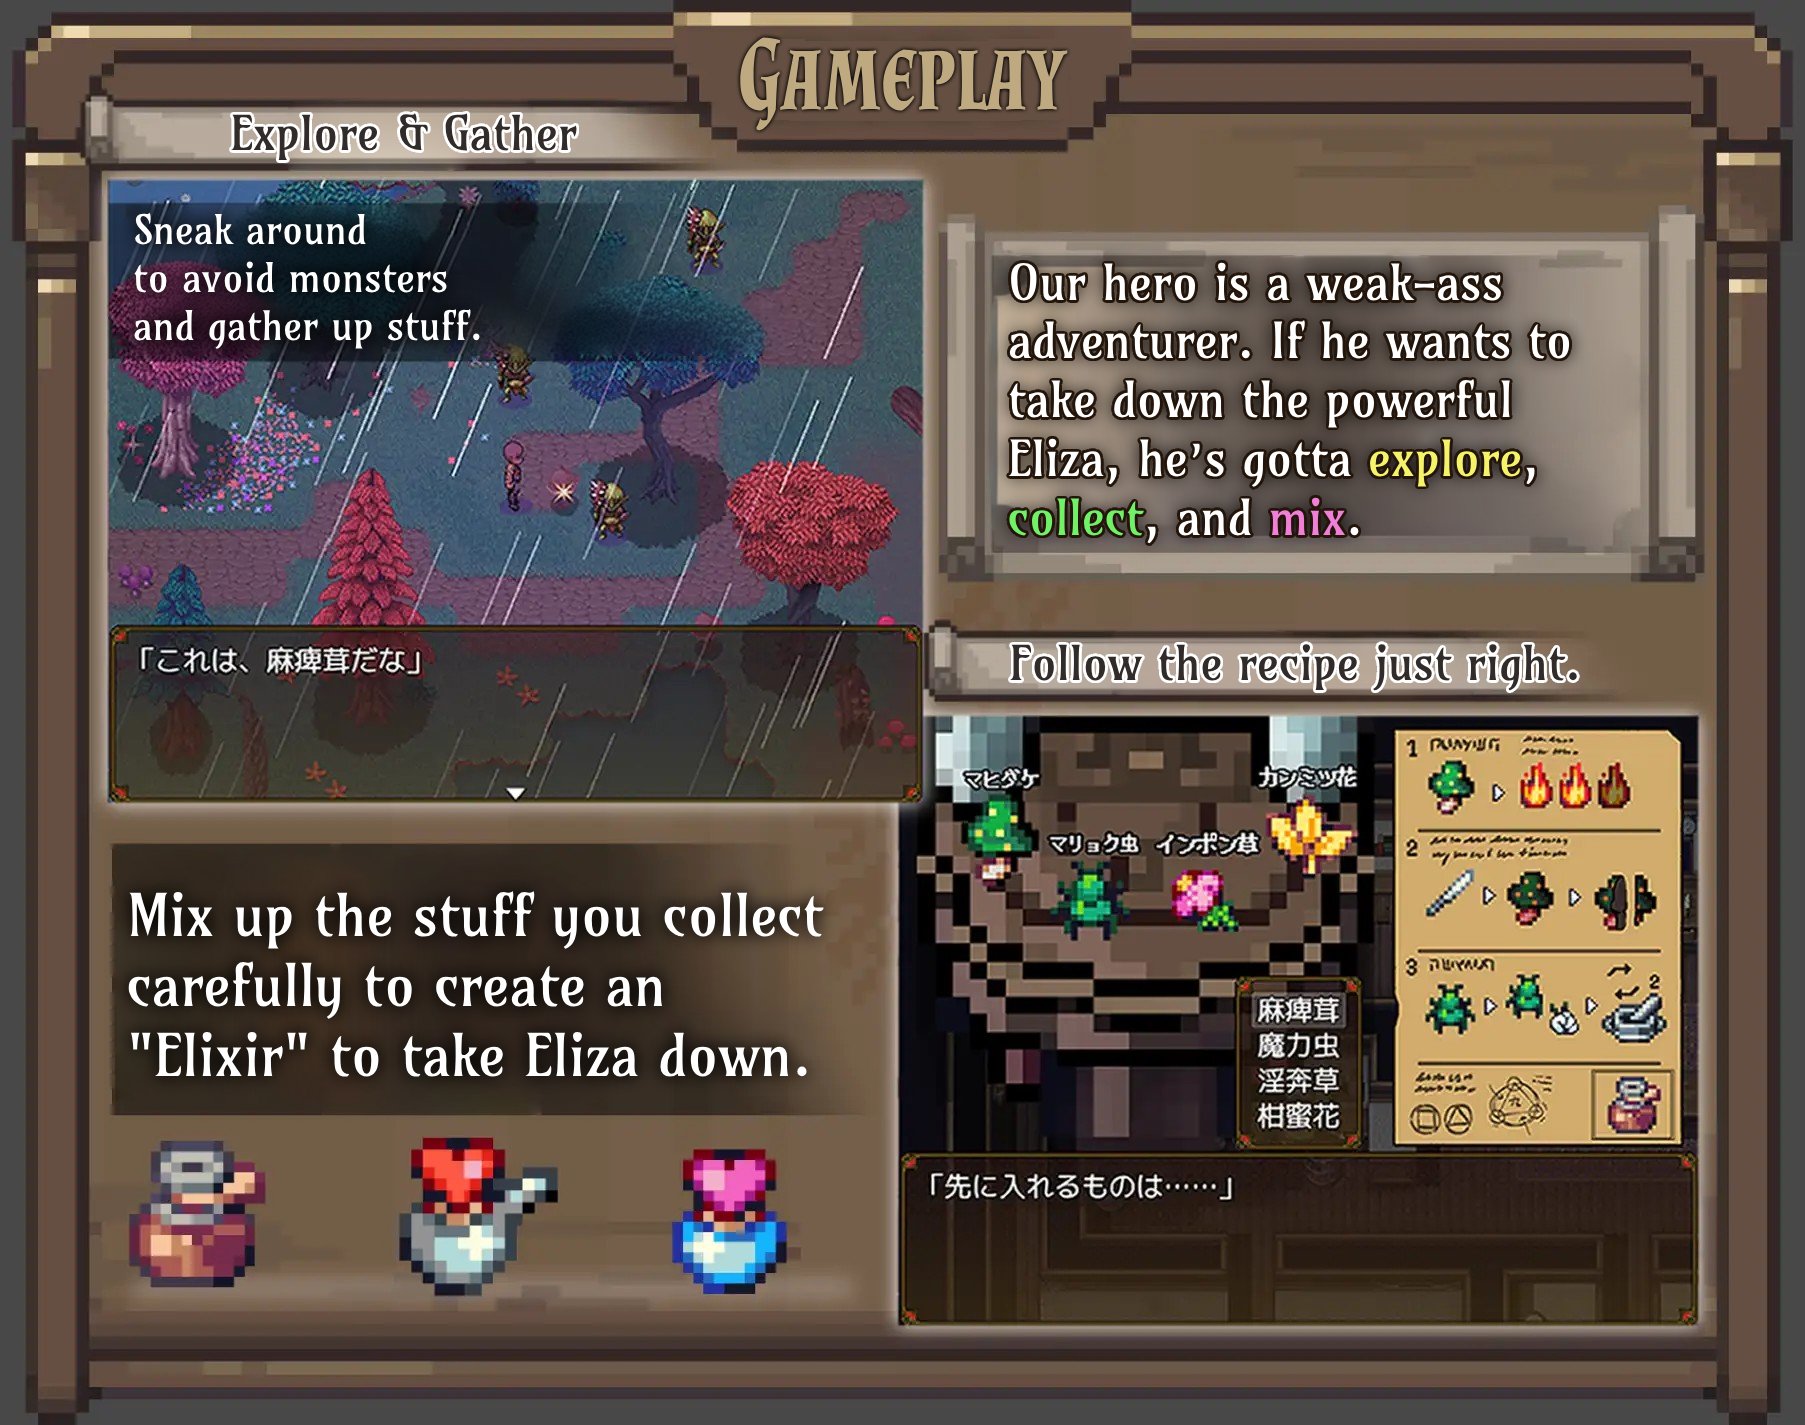 GAMEPLAY
Explore & Gather
Sneak around
to avoid monsters
and gather up stuff.
「これは、麻痺茸だな」
Our hero is a weak-ass
adventurer. If he wants to
take down the powerful
Eliza, he's gotta explore,
collect, and mix.
Follow the recipe just right.
マヒダケ
カンミツ花
マリョク虫
インポン草
麻痺茸
魔力虫
淫奔草
柑蜜花
1
2
3
2
「先に入れるものは……」
Mix up the stuff you collect
carefully to create an
"Elixir" to take Eliza down.